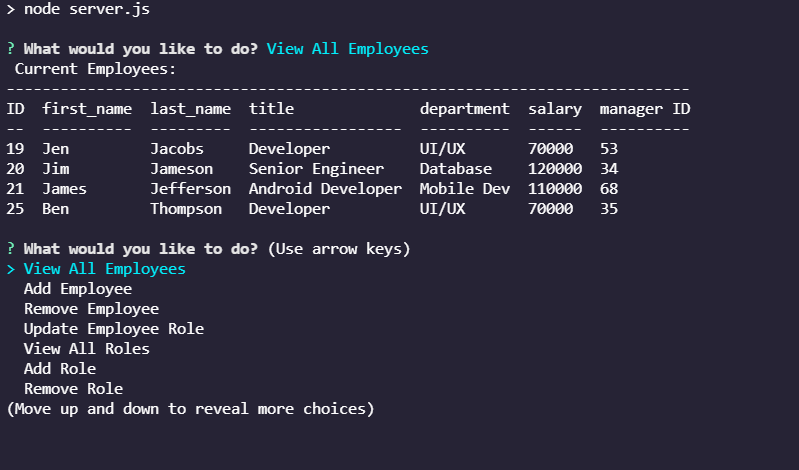 > node server.js
? What would you like to do? View All Employees
Current Employees:
----------------------------------------------------------------------------
ID  first_name  last_name  title              department  salary  manager ID
--  ----------  ---------  -----------------  ----------  ------  ----------
19  Jen         Jacobs     Developer          UI/UX       70000   53
20  Jim         Jameson    Senior Engineer    Database    120000  34
21  James       Jefferson  Android Developer  Mobile Dev  110000  68
25  Ben         Thompson   Developer          UI/UX       70000   35
? What would you like to do? (Use arrow keys)
> View All Employees
Add Employee
Remove Employee
Update Employee Role
View All Roles
Add Role
Remove Role
(Move up and down to reveal more choices)